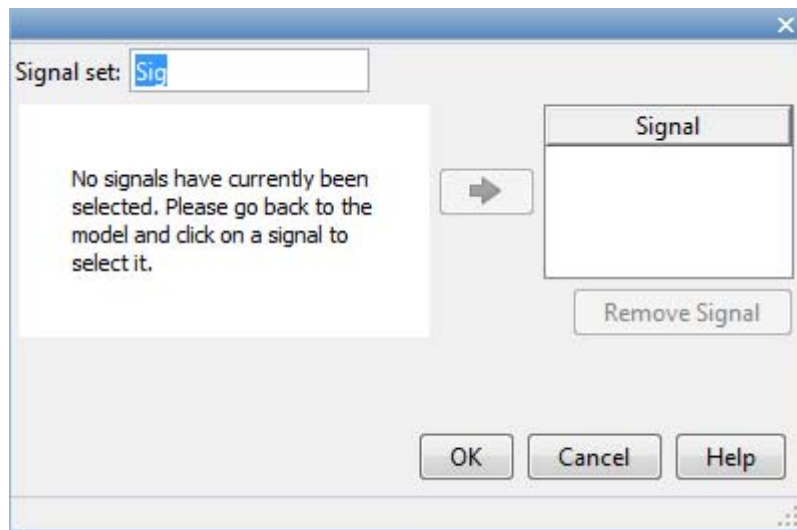 Signal set: Sig
Signal
No signals have currently been
selected. Please go back to the
model and click on a signal to
select it.
Remove Signal
OK Cancel Help